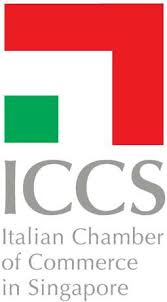 ICCS
Italian Chamber
of Commerce
in Singapore